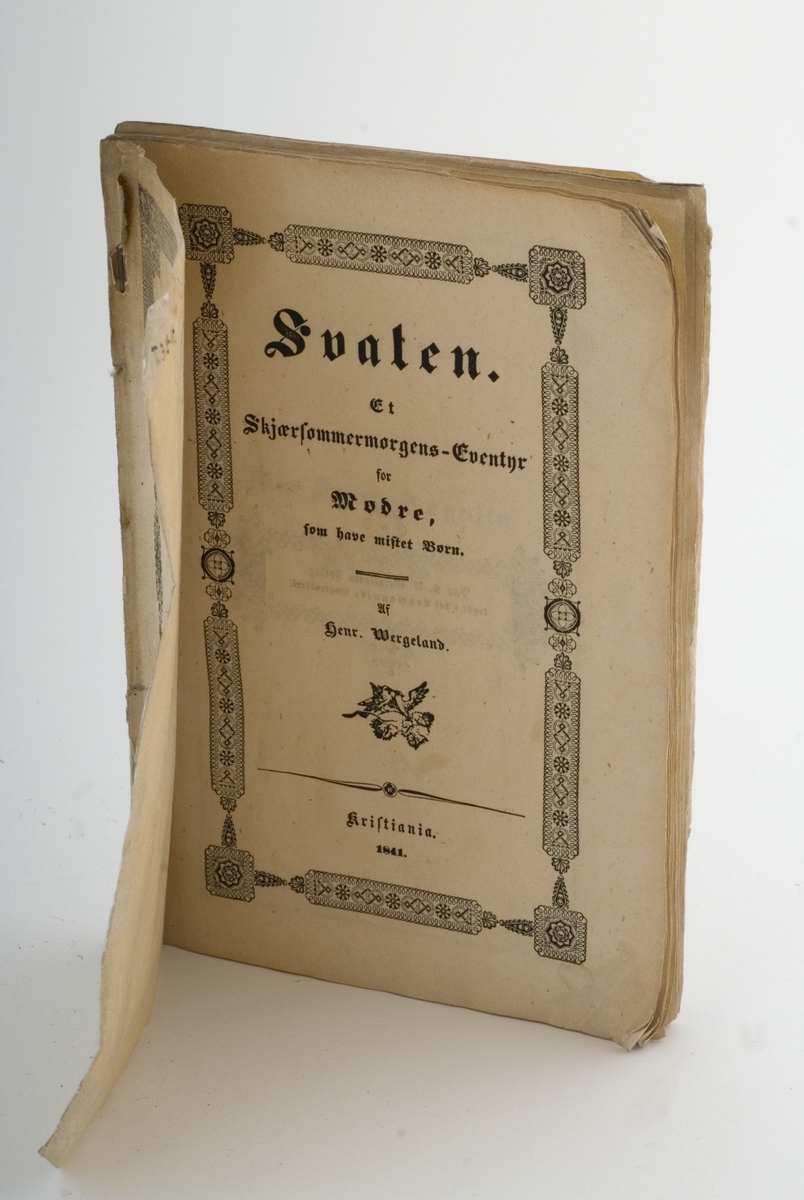 Svalen.
Et
Skjærsommermorgens-Eventyr
for
Mødre,
som have mistet Børn.
Af
Henr. Wergeland.
Kristiania.
1841.